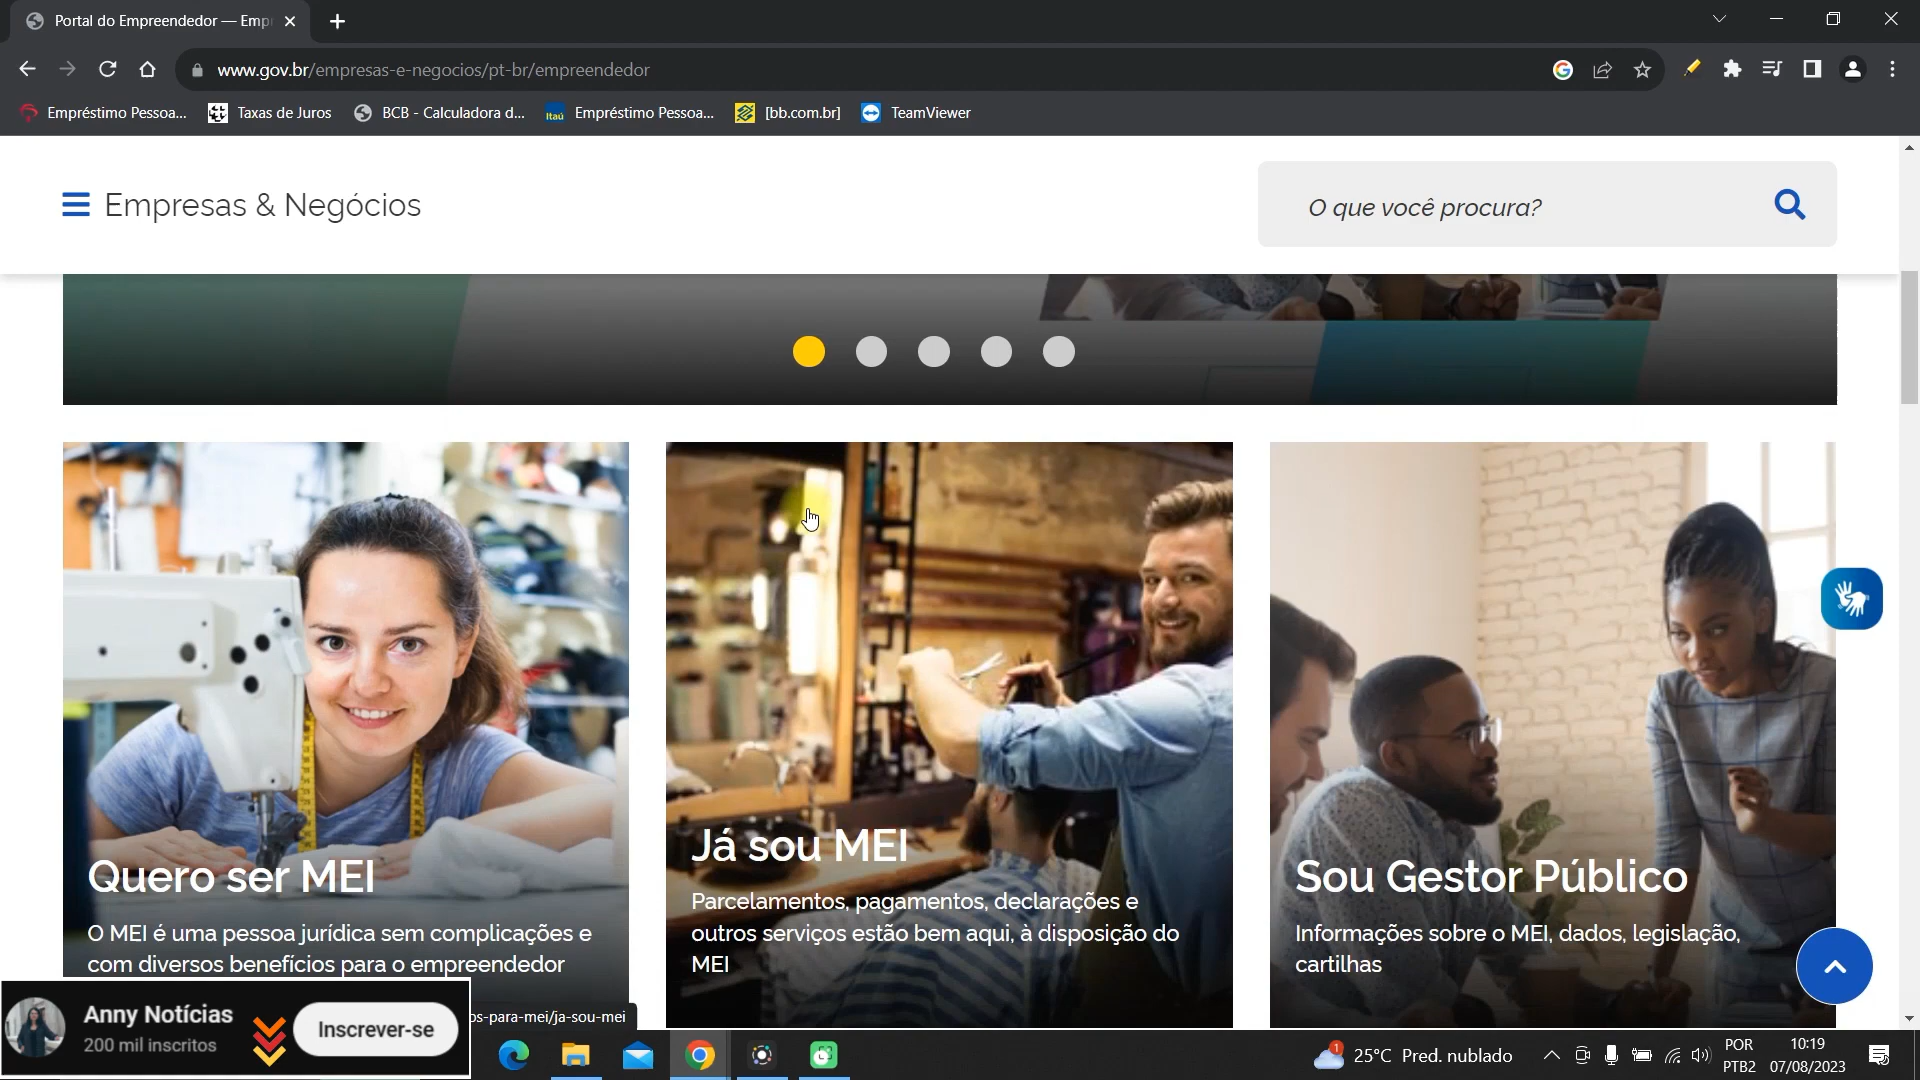 Portal do Empreendedor — Emp
www.gov.br/empresas-e-negocios/pt-br/empreendedor
Empréstimo Pessoa...
Taxas de Juros
BCB - Calculadora d...
Itaú
Empréstimo Pessoa...
[bb.com.br]
TeamViewer
Empresas & Negócios
O que você procura?
Quero ser MEI
O MEI é uma pessoa jurídica sem complicações e
com diversos benefícios para o empreendedor
Já sou MEI
Parcelamentos, pagamentos, declarações e
outros serviços estão bem aqui, à disposição do
MEI
Sou Gestor Público
Informações sobre o MEI, dados, legislação,
cartilhas
Anny Notícias
200 mil inscritos
Inscrever-se
os-para-mei/ja-sou-mei
1
25°C Pred. nublado
POR
PTB2
10:19
07/08/2023